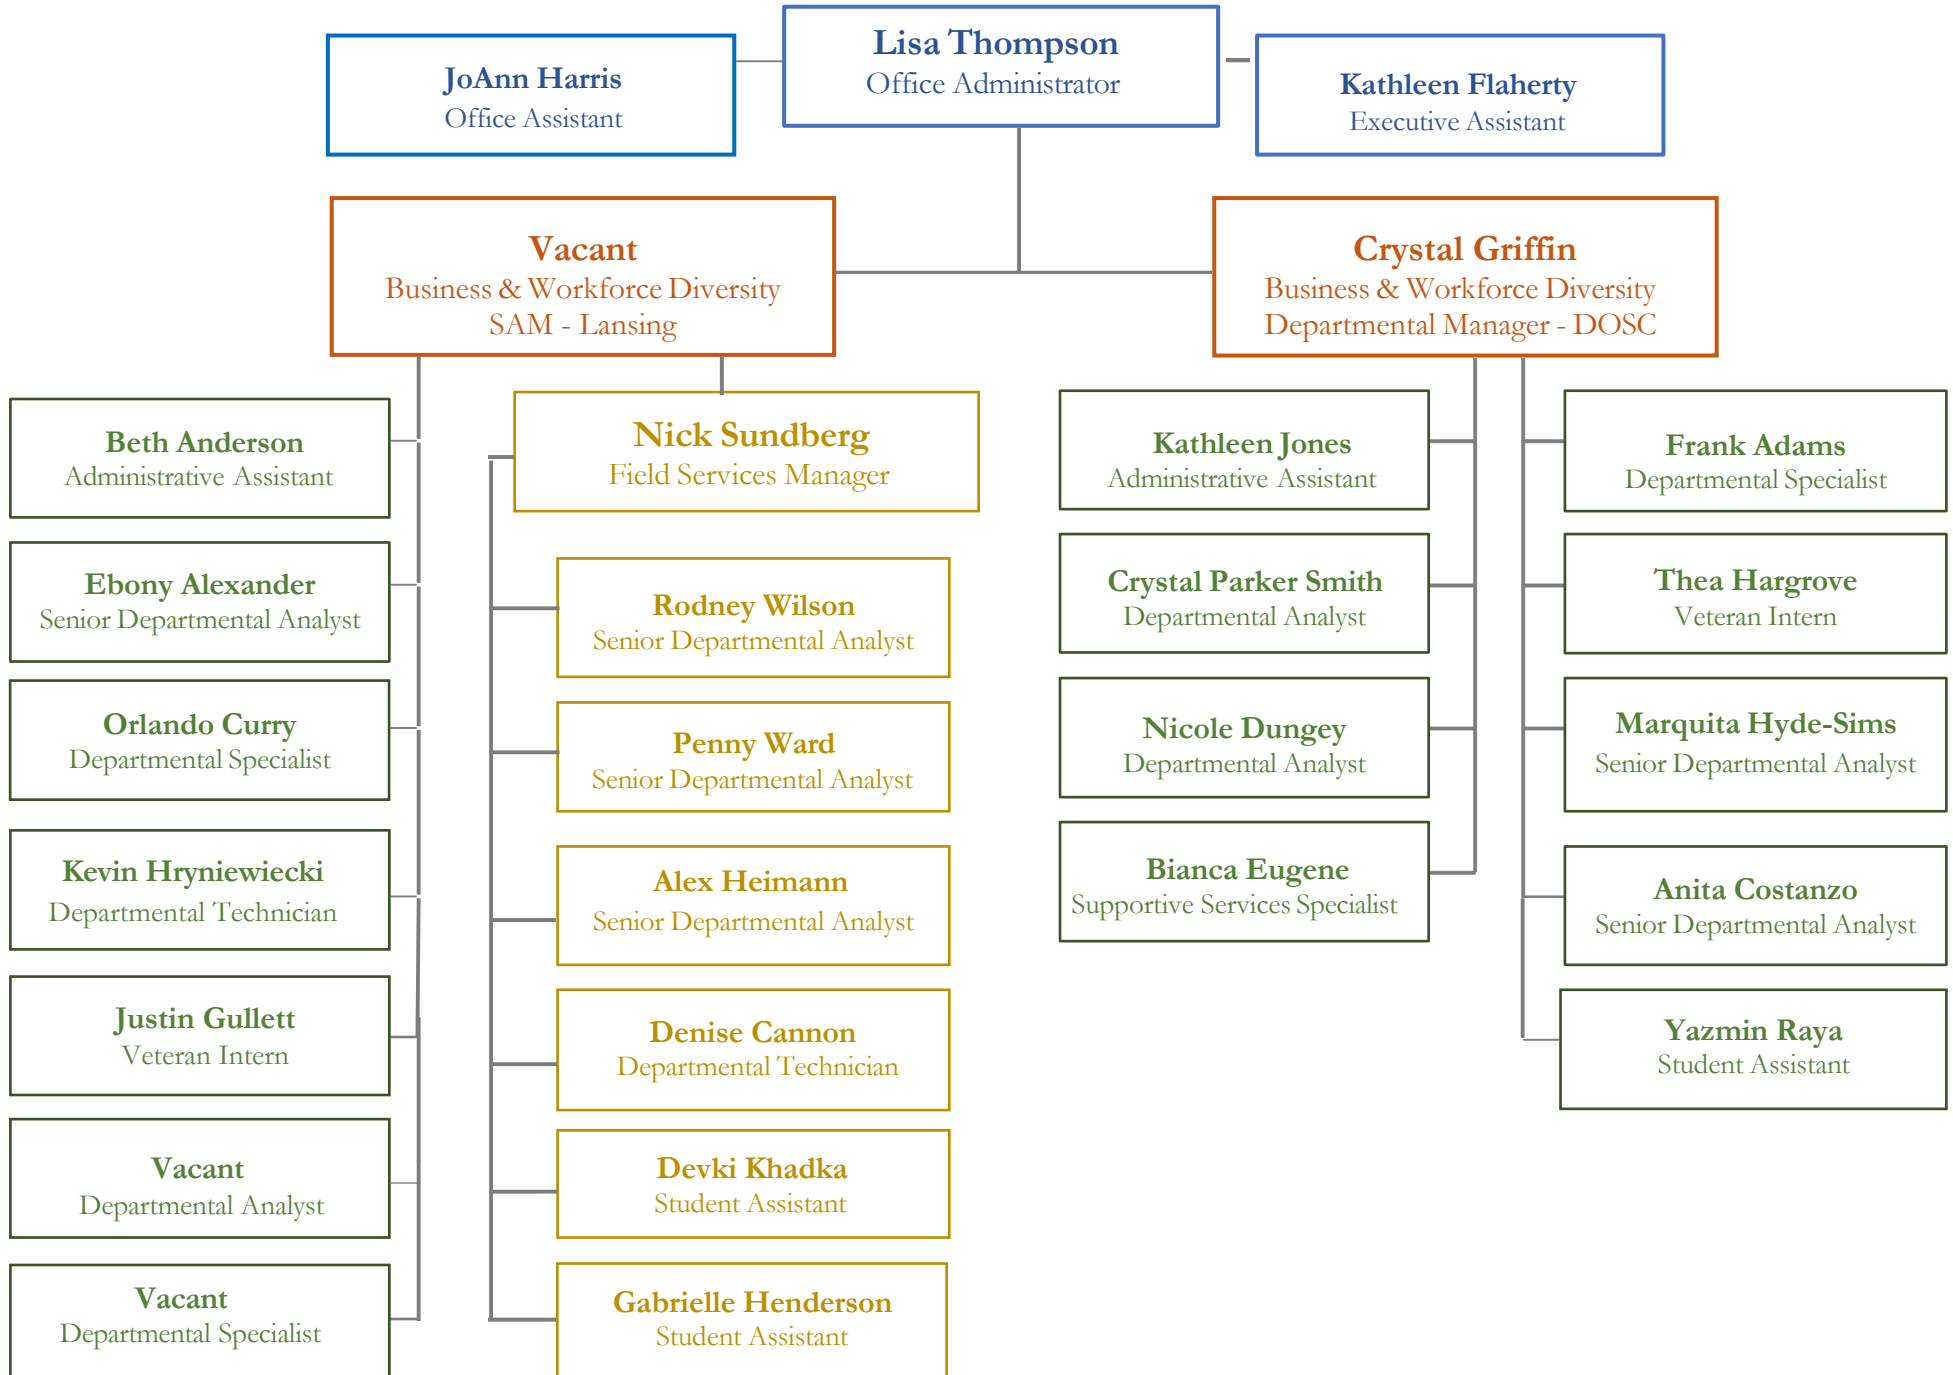 Lisa Thompson
Office Administrator
JoAnn Harris
Office Assistant
Kathleen Flaherty
Executive Assistant
Vacant
Business & Workforce Diversity
SAM - Lansing
Crystal Griffin
Business & Workforce Diversity
Departmental Manager - DOSC
Beth Anderson
Administrative Assistant
Ebony Alexander
Senior Departmental Analyst
Orlando Curry
Departmental Specialist
Kevin Hryniewiecki
Departmental Technician
Justin Gullett
Veteran Intern
Vacant
Departmental Analyst
Vacant
Departmental Specialist
Nick Sundberg
Field Services Manager
Rodney Wilson
Senior Departmental Analyst
Penny Ward
Senior Departmental Analyst
Alex Heimann
Senior Departmental Analyst
Denise Cannon
Departmental Technician
Devki Khadka
Student Assistant
Gabrielle Henderson
Student Assistant
Kathleen Jones
Administrative Assistant
Crystal Parker Smith
Departmental Analyst
Nicole Dungey
Departmental Analyst
Bianca Eugene
Supportive Services Specialist
Frank Adams
Departmental Specialist
Thea Hargrove
Veteran Intern
Marquita Hyde-Sims
Senior Departmental Analyst
Anita Costanzo
Senior Departmental Analyst
Yazmin Raya
Student Assistant